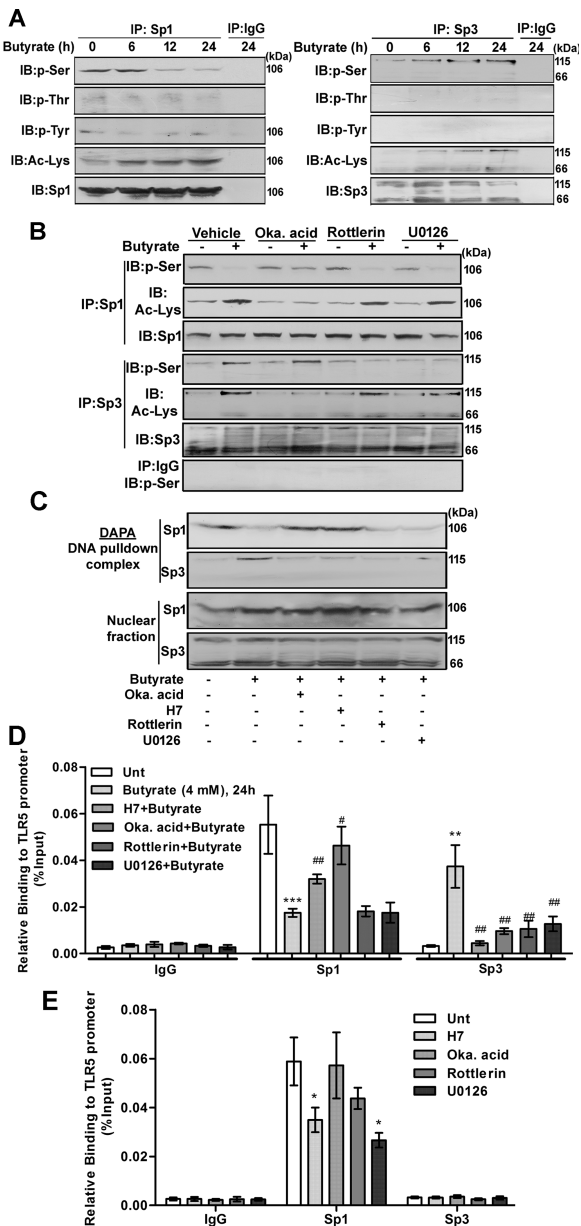 A
IP: Sp1 IP:IgG
Butyrate (h) 0 6 12 24 24 (kDa)
IB:p-Ser 106
IB:p-Thr
IB:p-Tyr 106
IB:Ac-Lys 106
IB:Sp1 106
IP: Sp3 IP:IgG
Butyrate (h) 0 6 12 24 24 (kDa)
IB:p-Ser 115
66
IB:p-Thr
IB:p-Tyr
IB:Ac-Lys 115
66
IB:Sp3 115
66
B
Vehicle Oka. acid Rottlerin U0126
Butyrate - + - + - + - + (kDa)
IP:Sp1
IB:p-Ser 106
IB:
Ac-Lys 106
IB:Sp1 106
IP:Sp3
IB:p-Ser 115
IB:
Ac-Lys 115
66
IB:Sp3 115
66
IP:IgG
IB:p-Ser
C
(kDa)
DAPA
DNA pulldown
complex
Sp1 106
Sp3 115
Nuclear
fraction
Sp1 106
Sp3 115
66
Butyrate - + + + + +
Oka. acid - - + - - -
H7 - - - + - -
Rottlerin - - - - + -
U0126 - - - - - +
D
Relative Binding to TLR5 promoter
(% Input)
0.08
0.06
0.04
0.02
0.00
Unt
Butyrate (4 mM), 24h
H7+Butyrate
Oka. acid+Butyrate
Rottlerin+Butyrate
U0126+Butyrate
*** ## #
** ## ## ## ##
IgG Sp1 Sp3
E
Relative Binding to TLR5 promoter
(% Input)
0.08
0.06
0.04
0.02
0.00
Unt
H7
Oka. acid
Rottlerin
U0126
* *
IgG Sp1 Sp3